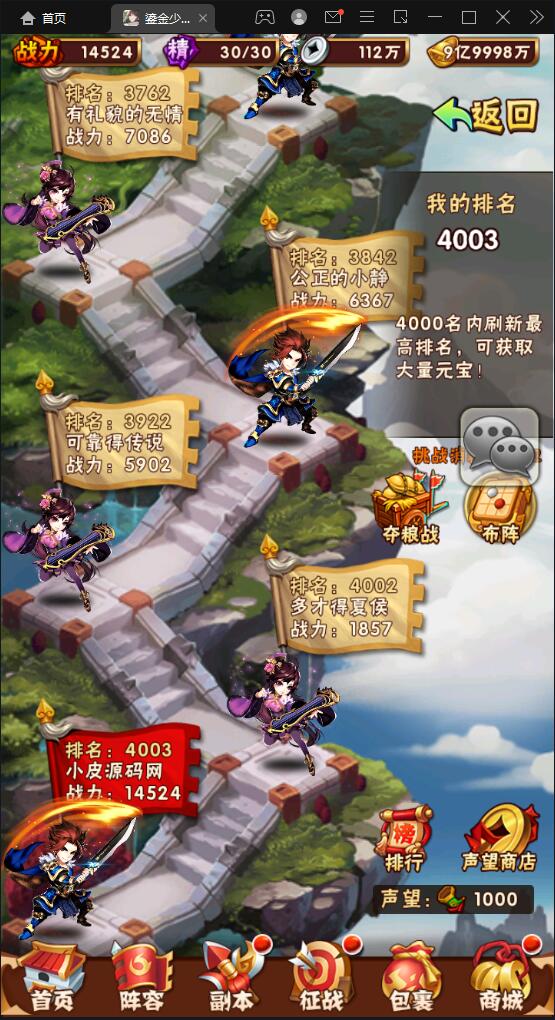 首页
鎏金少...
战力 14524
精 30/30
112万
9亿9998万
排名：3762
有礼貌的无情
战力：7086
返回
我的排名
4003
排名：3842
公正的小静
战力：6367
4000名内刷新最
高排名，可获取
大量元宝！
排名：3922
可靠得传说
战力：5902
挑战
夺粮战
布阵
排名：4002
多才得夏侯
战力：1857
排名：4003
小皮源码网
战力：14524
榜
排行
声望商店
声望：1000
首页
阵容
副本
征战
包裹
商城